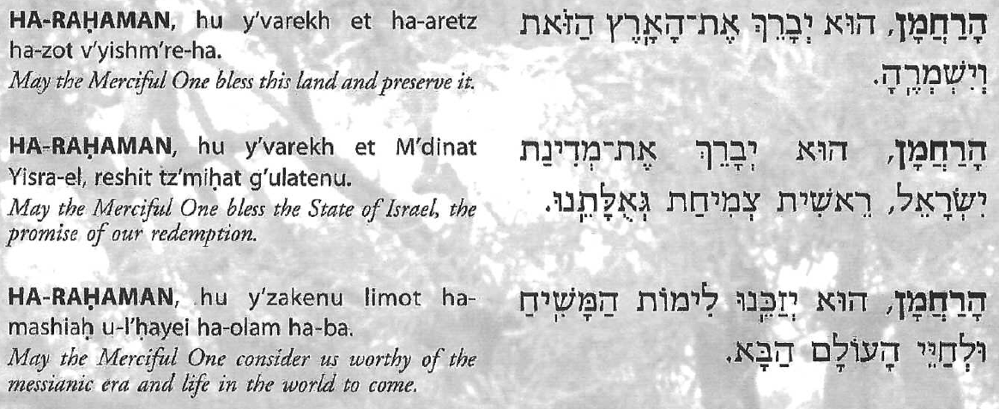 HA-RAḤAMAN, hu y’varekh et ha-aretz
ha-zot v’yishm’re-ha.
May the Merciful One bless this land and preserve it.
הָרַחֲמָן, הוּא יְבָרֵךְ אֶת־הָאָרֶץ הַזֹּאת
וְיִשְׁמְרֶהָ.
HA-RAḤAMAN, hu y’varekh et M’dinat
Yisra-el, reshit tz’miḥat g’ulatenu.
May the Merciful One bless the State of Israel, the
promise of our redemption.
הָרַחֲמָן, הוּא יְבָרֵךְ אֶת־מְדִינַת
יִשְׂרָאֵל, רֵאשִׁית צְמִיחַת גְּאֻלָּתֵנוּ.
HA-RAḤAMAN, hu y’zakenu limot ha-
mashiaḥ u-l’ḥayei ha-olam ha-ba.
May the Merciful One consider us worthy of the
messianic era and life in the world to come.
הָרַחֲמָן, הוּא יְזַכֵּנוּ לִימוֹת הַמָּשִׁיחַ
וּלְחַיֵּי הָעוֹלָם הַבָּא.